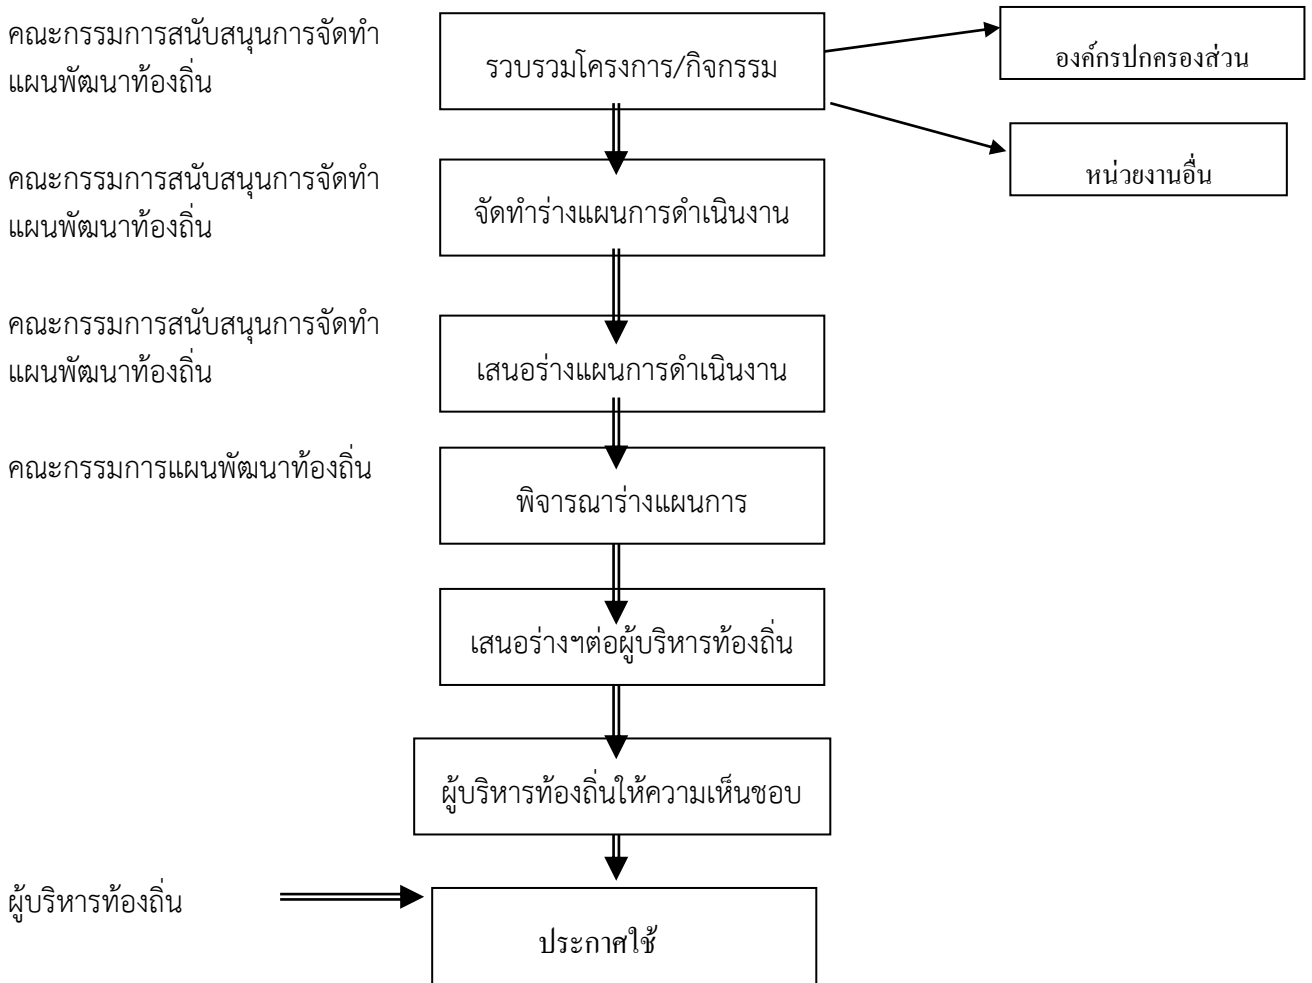 คณะกรรมการสนับสนุนการจัดทำ
แผนพัฒนาท้องถิ่น
รวบรวมโครงการ/กิจกรรม
องค์กรปกครองส่วน
หน่วยงานอื่น
คณะกรรมการสนับสนุนการจัดทำ
แผนพัฒนาท้องถิ่น
จัดทำร่างแผนการดำเนินงาน
คณะกรรมการสนับสนุนการจัดทำ
แผนพัฒนาท้องถิ่น
เสนอร่างแผนการดำเนินงาน
คณะกรรมการแผนพัฒนาท้องถิ่น
พิจารณาร่างแผนการ
เสนอร่างฯต่อผู้บริหารท้องถิ่น
ผู้บริหารท้องถิ่นให้ความเห็นชอบ
ผู้บริหารท้องถิ่น
ประกาศใช้